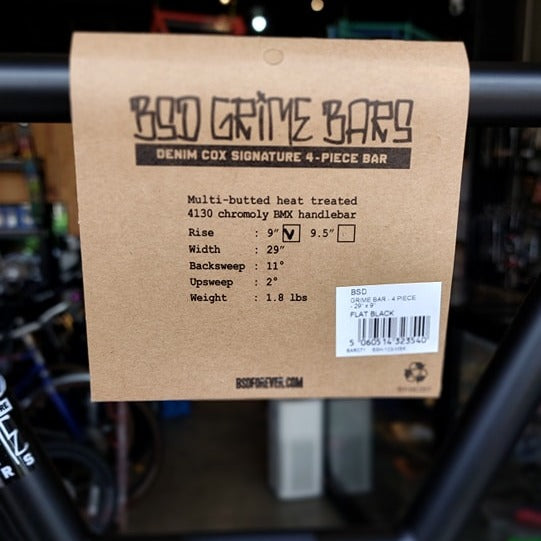 BSD GRIME BARS
DENIM COX SIGNATURE 4-PIECE BAR
Multi-butted heat treated
4130 chromoly BMX handlebar
Rise : 9" 9.5"
Width : 29"
Backsweep : 11°
Upsweep : 2°
Weight : 1.8 lbs
BSD
GRIME BAR - 4 PIECE
- 29" x 9"
FLAT BLACK
5 060514 323540
BSDFOREVER.COM